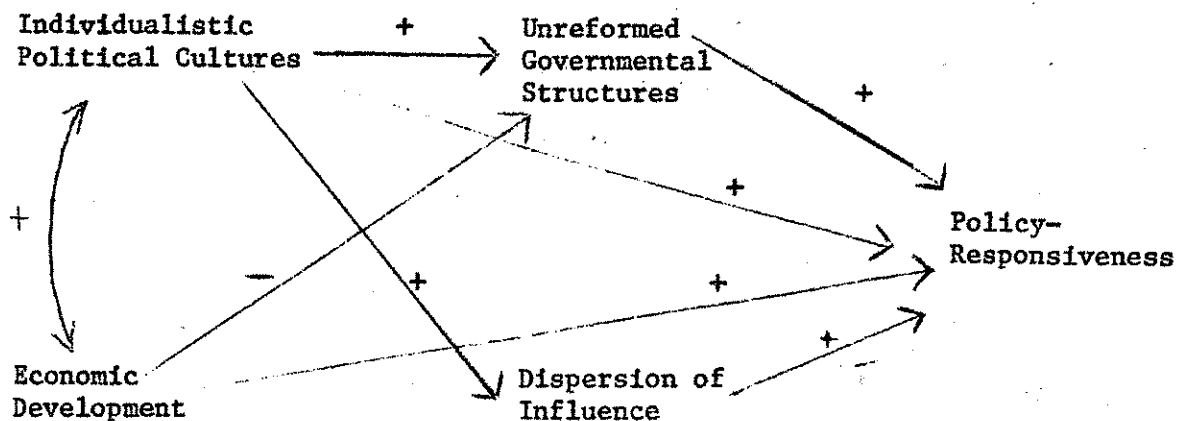 Individualistic
Political Cultures
+
Unreformed
Governmental
Structures
+
+
+
Policy-
Responsiveness
-
+
+
+
Economic
Development
Dispersion of
Influence